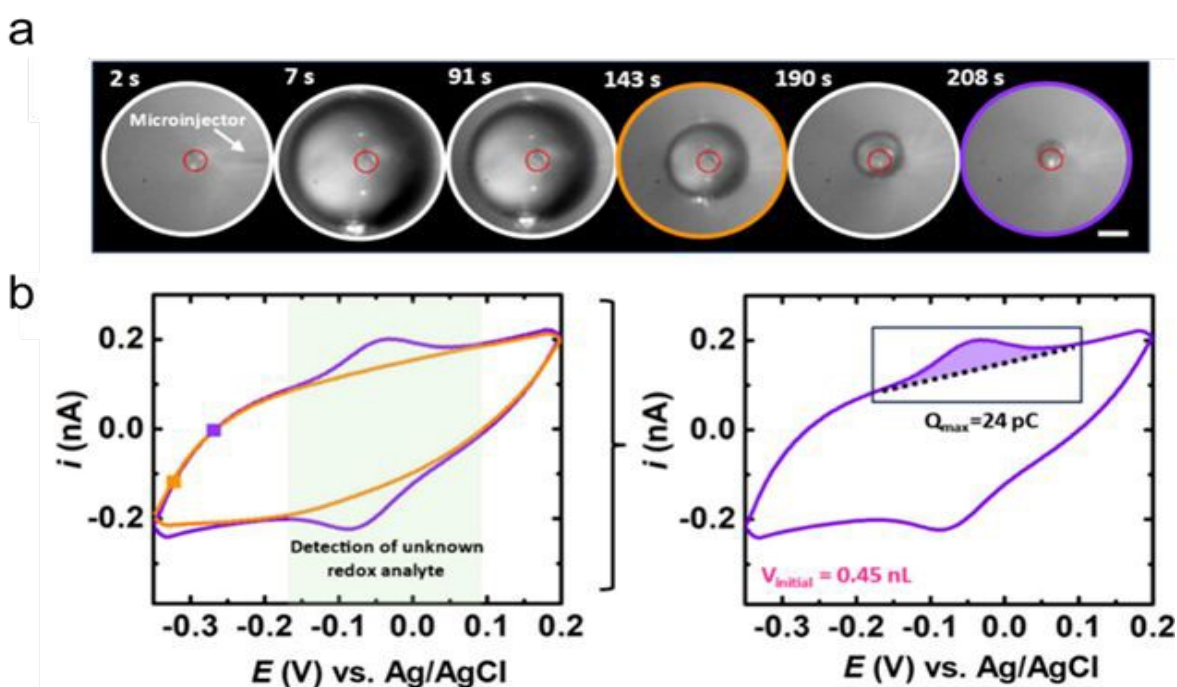 a
2 s 7 s 91 s 143 s 190 s 208 s
Microinjector
b
0.2
0.0
-0.2
i (nA)
Detection of unknown
redox analyte
-0.3 -0.2 -0.1 0.0 0.1 0.2
E (V) vs. Ag/AgCl
0.2
0.0
-0.2
i (nA)
Qmax=24 pC
Vinitial = 0.45 nL
-0.3 -0.2 -0.1 0.0 0.1 0.2
E (V) vs. Ag/AgCl